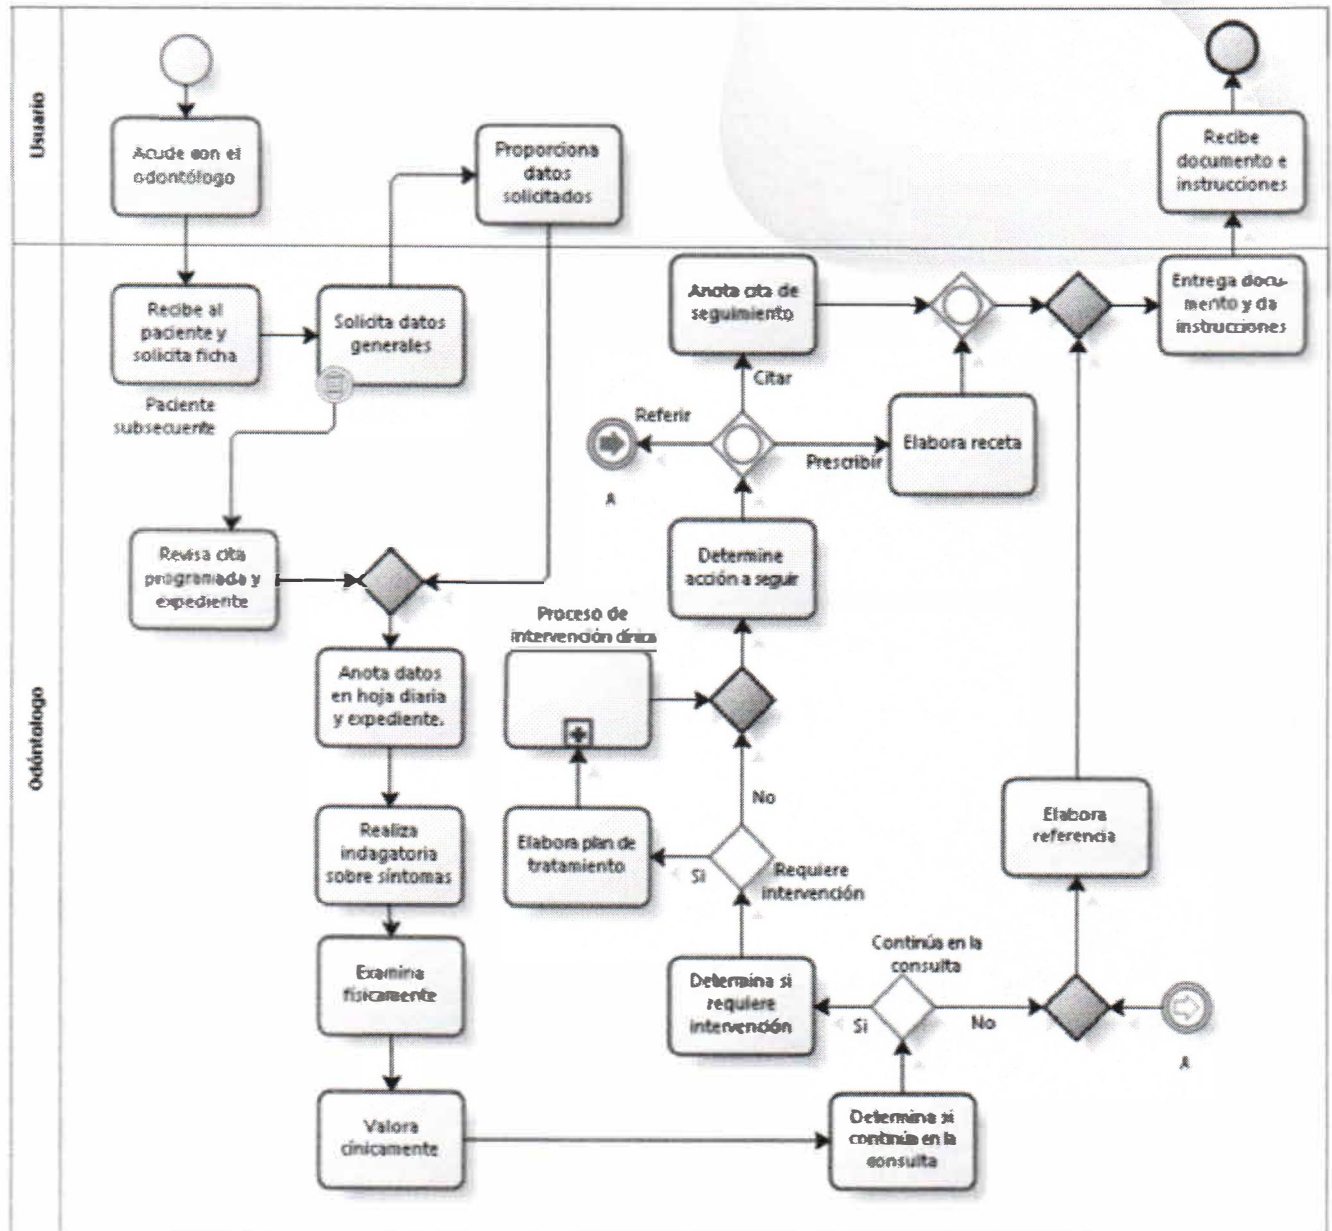 Usuario
Acude con el
odontólogo
Proporciona
datos
solicitados
Recibe
documento e
instrucciones
Odóntalogo
Recibe al
paciente y
solicita ficha
Solicita datos
generales
Paciente
subsecuente
Revisa cita
programada y
expediente
Anota datos
en hoja diaria
y expediente.
Realiza
indagatoria
sobre síntomas
Examina
físicamente
Valora
cínicamente
Determina si
continúa en la
consulta
Continúa en la
consulta
Si
No
A
Determina si
requiere
intervención
Requiere
intervención
Si
No
Elabora plan de
tratamiento
Proceso de
intervención clínica
Determine
acción a seguir
Referir
A
Citar
Prescribir
Anota cita de
seguimiento
Elabora receta
Elabora
referencia
Entrega docu-
mento y da
instrucciones